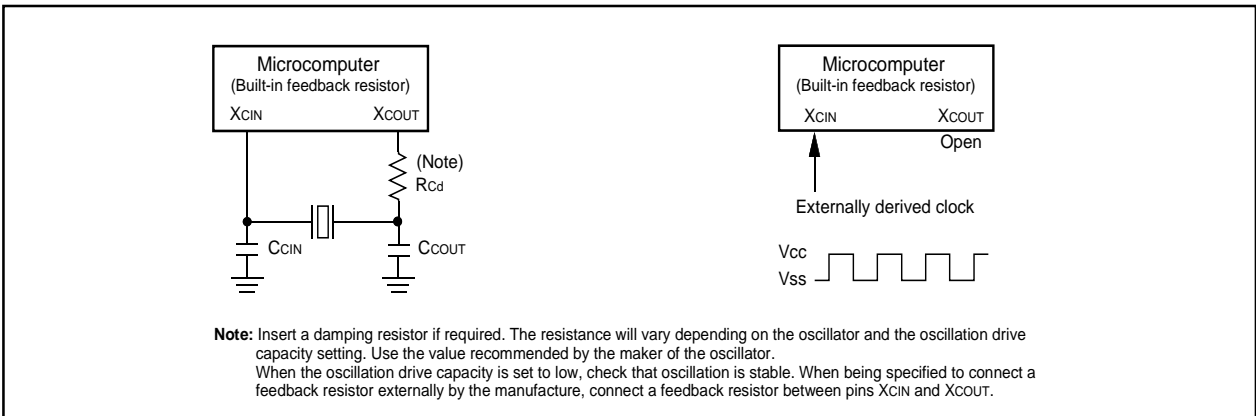 Microcomputer
(Built-in feedback resistor)
XCIN XCOUT
(Note)
RCd
CCIN CCOUT
Microcomputer
(Built-in feedback resistor)
XCIN XCOUT
Open
Externally derived clock
Vcc
Vss
Note: Insert a damping resistor if required. The resistance will vary depending on the oscillator and the oscillation drive
capacity setting. Use the value recommended by the maker of the oscillator.
When the oscillation drive capacity is set to low, check that oscillation is stable. When being specified to connect a
feedback resistor externally by the manufacture, connect a feedback resistor between pins XCIN and XCOUT.